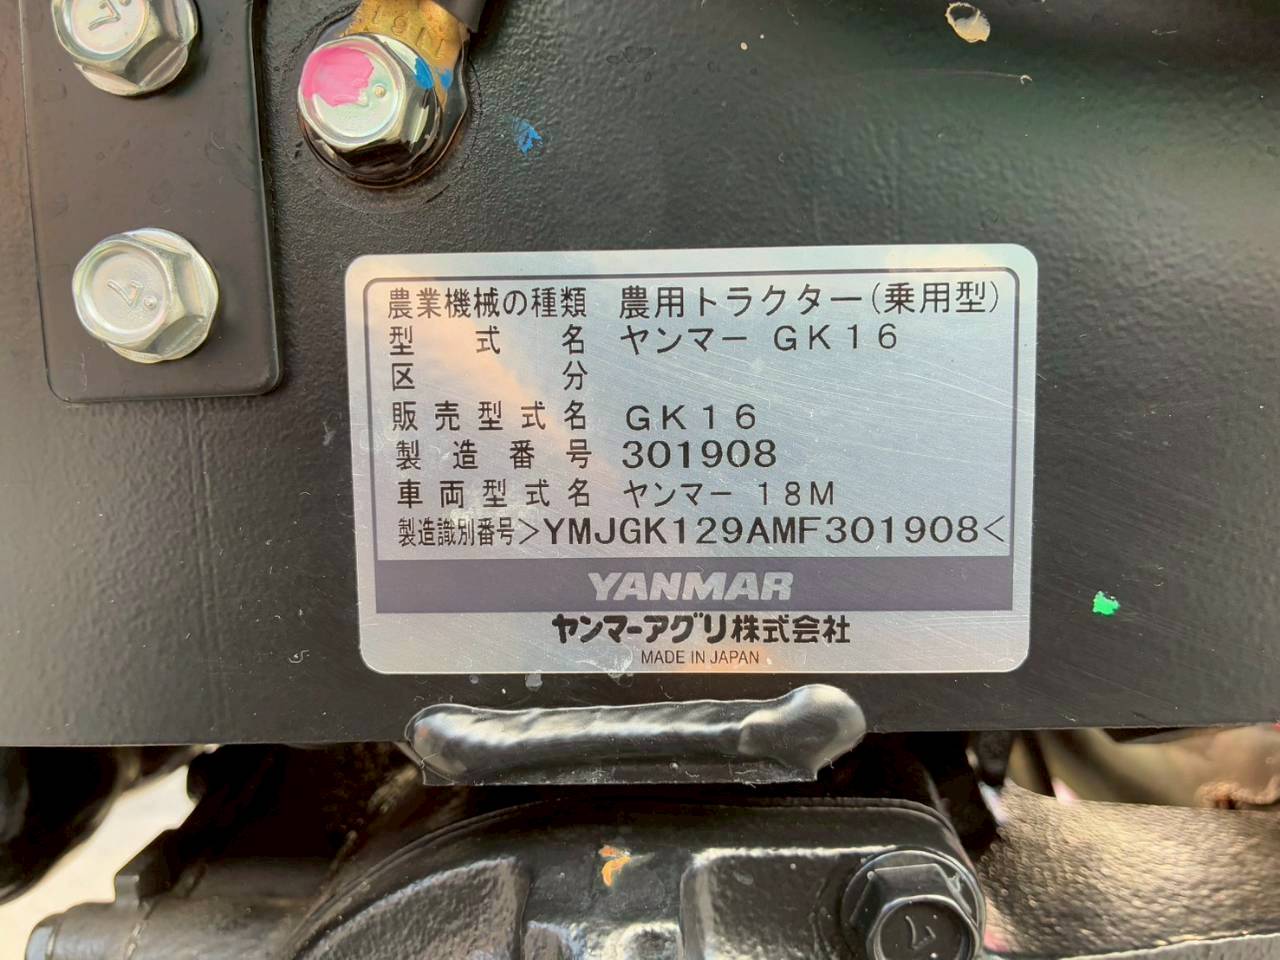 1191
農業機械の種類 農用トラクター(乗用型)
型式名 ヤンマー GK16
区分
販売型式名 GK16
製造番号 301908
車両型式名 ヤンマー 18M
製造識別番号>YMJGK129AMF301908<
YANMAR
ヤンマーアグリ株式会社
MADE IN JAPAN